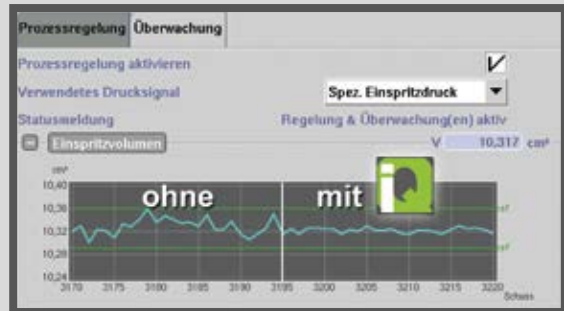 Prozessregelung Überwachung
Prozessregelung aktivieren
Verwendetes Drucksignal Spez. Einspritzdruck
Statusmeldung Regelung & Überwachung(en) aktiv
Einspritzvolumen V 10,317 cm³
cm³
ohne mit iQ
10,40
10,36
10,32
10,28
10,24
3170 3175 3180 3185 3190 3195 3200 3205 3210 3215 3220
Schuss